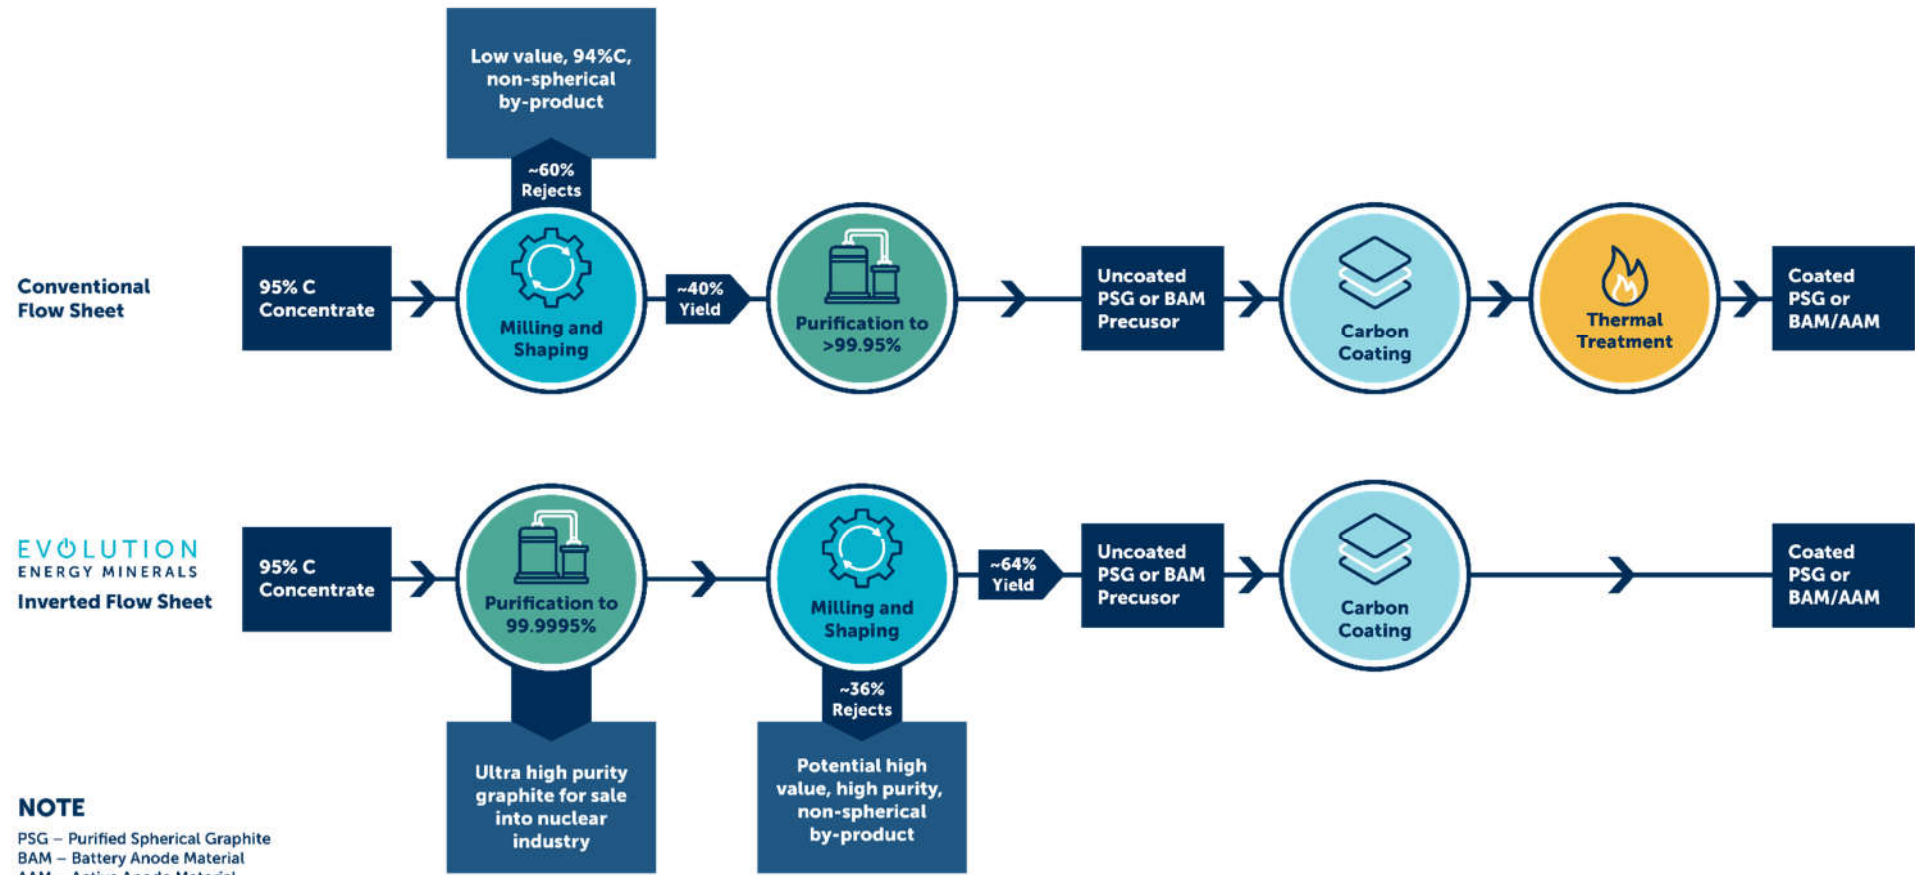 Low value, 94%C,
non-spherical
by-product
~60%
Rejects
Conventional
Flow Sheet
95% C
Concentrate
Milling and
Shaping
~40%
Yield
Purification to
>99.95%
Uncoated
PSG or BAM
Precusor
Carbon
Coating
Thermal
Treatment
Coated
PSG or
BAM/AAM
EVOLUTION
ENERGY MINERALS
Inverted Flow Sheet
95% C
Concentrate
Purification to
99.9995%
Milling and
Shaping
~64%
Yield
Uncoated
PSG or BAM
Precusor
Carbon
Coating
Coated
PSG or
BAM/AAM
~36%
Rejects
Ultra high purity
graphite for sale
into nuclear
industry
Potential high
value, high purity,
non-spherical
by-product
NOTE
PSG – Purified Spherical Graphite
BAM – Battery Anode Material
AAM – Active Anode Material